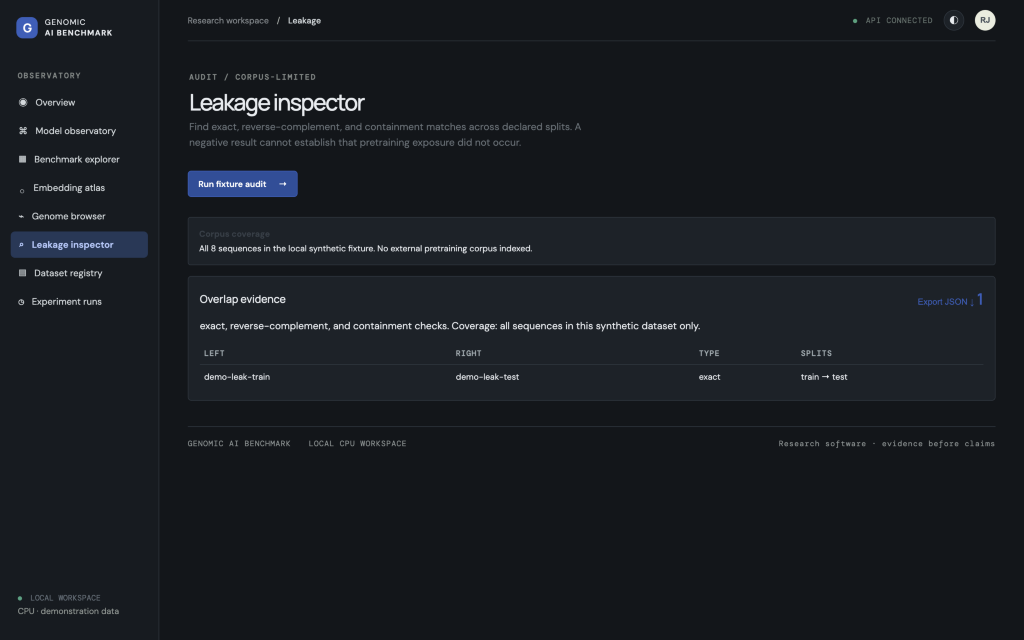 G
GENOMIC
AI BENCHMARK
OBSERVATORY
Overview
Model observatory
Benchmark explorer
Embedding atlas
Genome browser
Leakage inspector
Dataset registry
Experiment runs
LOCAL WORKSPACE
CPU · demonstration data
Research workspace / Leakage
API CONNECTED
RJ
AUDIT / CORPUS-LIMITED
Leakage inspector
Find exact, reverse-complement, and containment matches across declared splits. A
negative result cannot establish that pretraining exposure did not occur.
Run fixture audit →
Corpus coverage
All 8 sequences in the local synthetic fixture. No external pretraining corpus indexed.
Overlap evidence
Export JSON ↓ 1
exact, reverse-complement, and containment checks. Coverage: all sequences in this synthetic dataset only.
LEFT RIGHT TYPE SPLITS
demo-leak-train demo-leak-test exact train → test
GENOMIC AI BENCHMARK LOCAL CPU WORKSPACE
Research software · evidence before claims